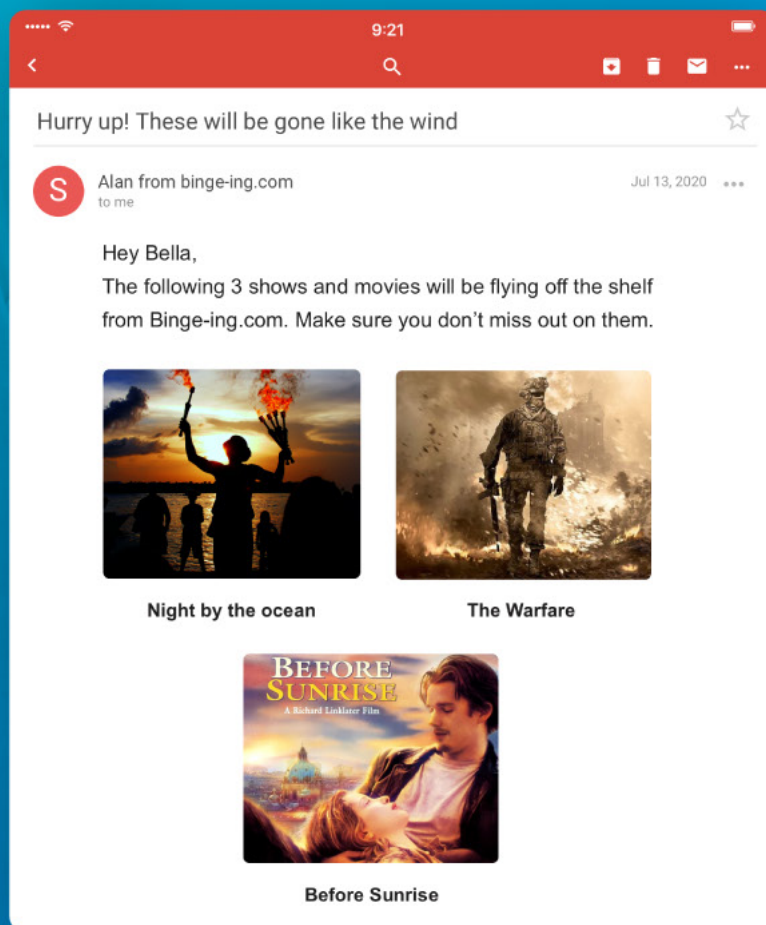 9:21
Hurry up! These will be gone like the wind
S
Alan from binge-ing.com
Jul 13, 2020
to me
Hey Bella,
The following 3 shows and movies will be flying off the shelf
from Binge-ing.com. Make sure you don’t miss out on them.
Night by the ocean
The Warfare
BEFORE
SUNRISE
A Richard Linklater Film
Before Sunrise